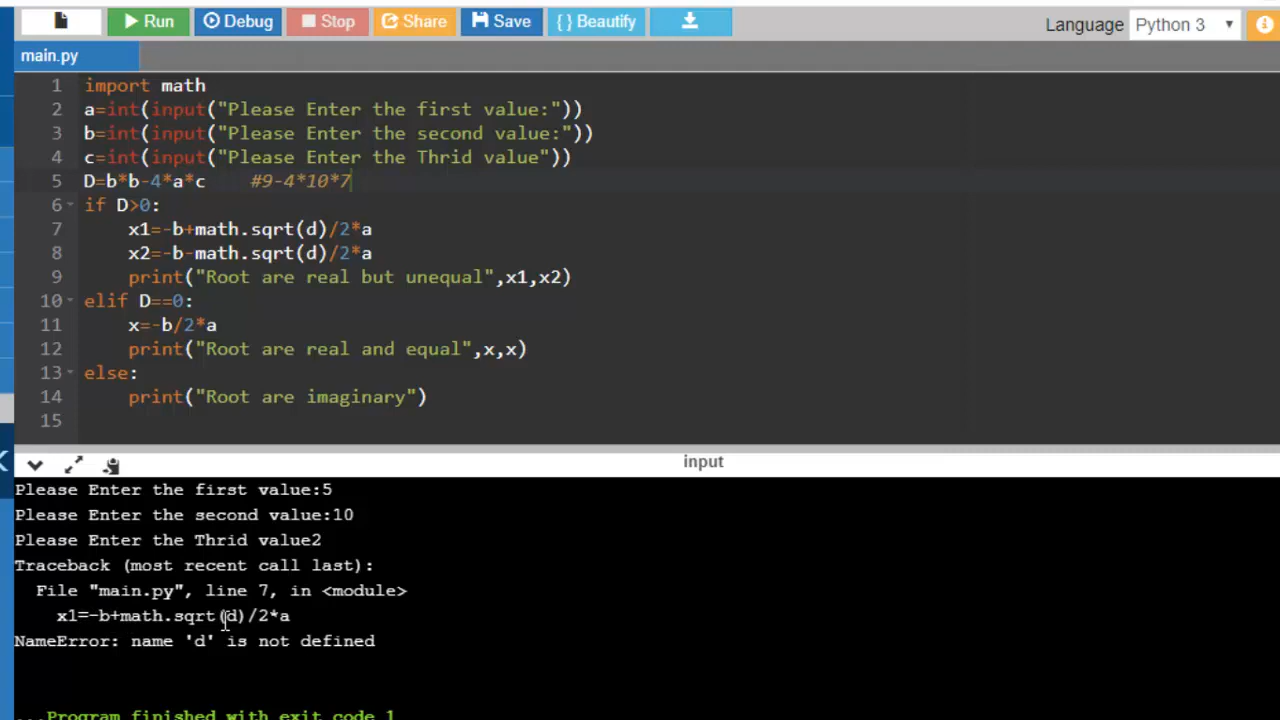 Run Debug Stop Share Save { } Beautify Language Python 3
main.py
1 import math
2 a=int(input("Please Enter the first value:"))
3 b=int(input("Please Enter the second value:"))
4 c=int(input("Please Enter the Thrid value"))
5 D=b*b-4*a*c    #9-4*10*7
6 if D>0:
7     x1=-b+math.sqrt(d)/2*a
8     x2=-b-math.sqrt(d)/2*a
9     print("Root are real but unequal",x1,x2)
10 elif D==0:
11     x=-b/2*a
12     print("Root are real and equal",x,x)
13 else:
14     print("Root are imaginary")
15
input
Please Enter the first value:5
Please Enter the second value:10
Please Enter the Thrid value2
Traceback (most recent call last):
  File "main.py", line 7, in <module>
    x1=-b+math.sqrt(d)/2*a
NameError: name 'd' is not defined
...Program finished with exit code 1